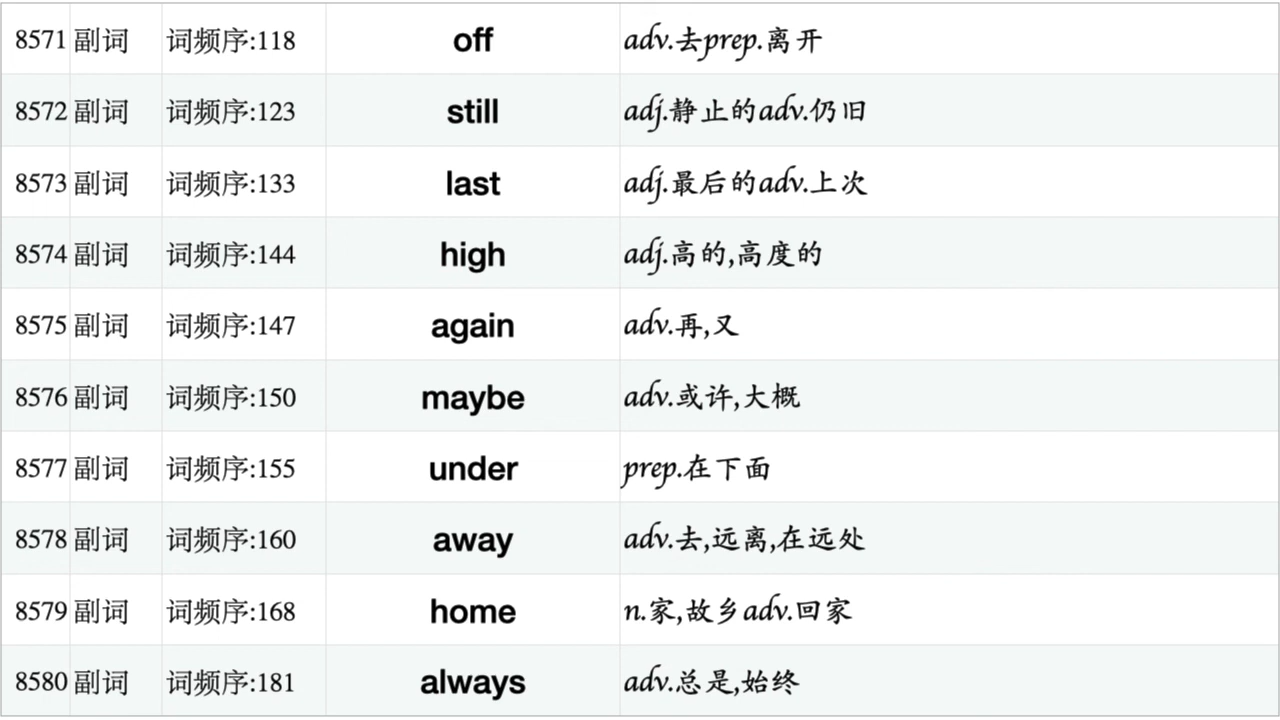 8571 副词 词频序:118 off adv.去prep.离开
8572 副词 词频序:123 still adj.静止的adv.仍旧
8573 副词 词频序:133 last adj.最后的adv.上次
8574 副词 词频序:144 high adj.高的,高度的
8575 副词 词频序:147 again adv.再,又
8576 副词 词频序:150 maybe adv.或许,大概
8577 副词 词频序:155 under prep.在下面
8578 副词 词频序:160 away adv.去,远离,在远处
8579 副词 词频序:168 home n.家,故乡adv.回家
8580 副词 词频序:181 always adv.总是,始终